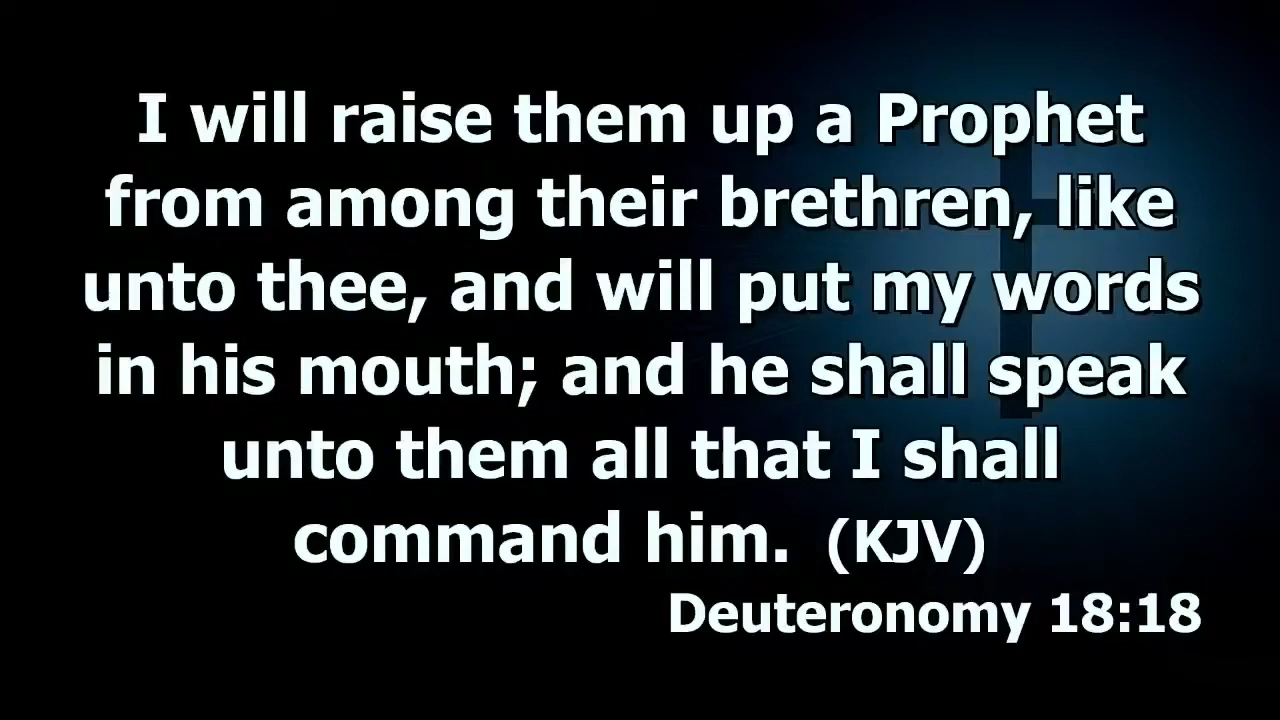 I will raise them up a Prophet
from among their brethren, like
unto thee, and will put my words
in his mouth; and he shall speak
unto them all that I shall
command him. (KJV)
Deuteronomy 18:18